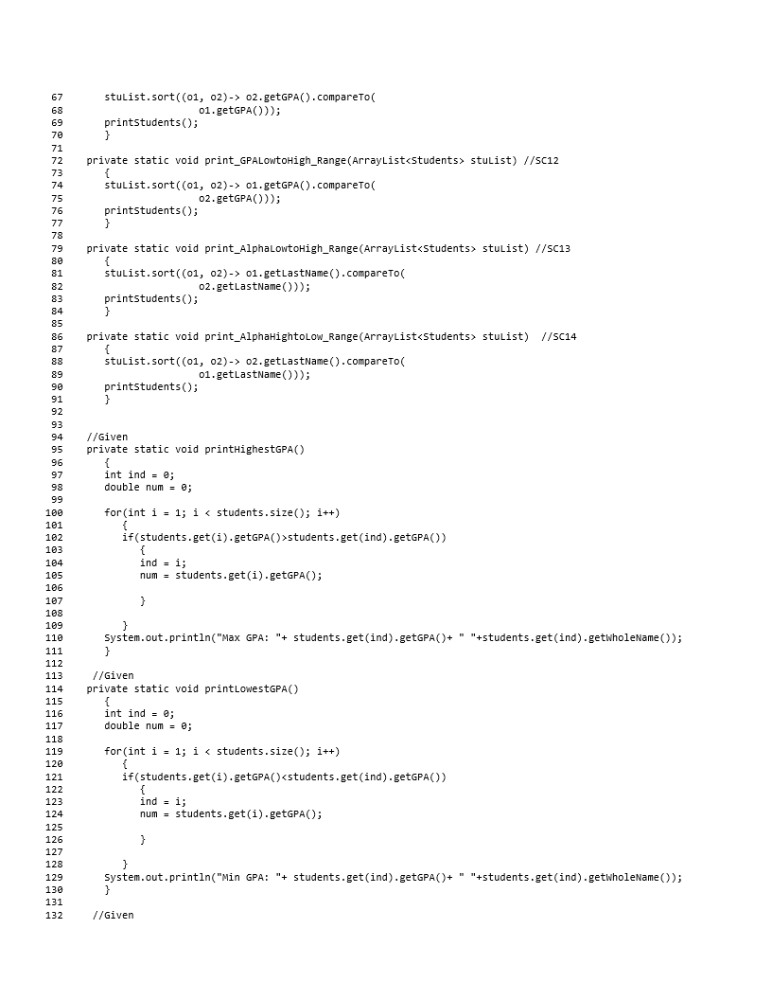 67 stuList.sort((o1, o2)-> o2.getGPA().compareTo(
68 o1.getGPA()));
69 printStudents();
70 }
71
72 private static void print_GPALowtoHigh_Range(ArrayList<Students> stuList) //SC12
73 {
74 stuList.sort((o1, o2)-> o1.getGPA().compareTo(
75 o2.getGPA()));
76 printStudents();
77 }
78
79 private static void print_AlphaLowtoHigh_Range(ArrayList<Students> stuList) //SC13
80 {
81 stuList.sort((o1, o2)-> o1.getLastName().compareTo(
82 o2.getLastName()));
83 printStudents();
84 }
85
86 private static void print_AlphaHightoLow_Range(ArrayList<Students> stuList) //SC14
87 {
88 stuList.sort((o1, o2)-> o2.getLastName().compareTo(
89 o1.getLastName()));
90 printStudents();
91 }
92
93
94 //Given
95 private static void printHighestGPA()
96 {
97 int ind = 0;
98 double num = 0;
99
100 for(int i = 1; i < students.size(); i++)
101 {
102 if(students.get(i).getGPA()>students.get(ind).getGPA())
103 {
104 ind = i;
105 num = students.get(i).getGPA();
106
107 }
108
109 }
110 System.out.println("Max GPA: "+ students.get(ind).getGPA()+ " "+students.get(ind).getWholeName());
111 }
112
113 //Given
114 private static void printLowestGPA()
115 {
116 int ind = 0;
117 double num = 0;
118
119 for(int i = 1; i < students.size(); i++)
120 {
121 if(students.get(i).getGPA()<students.get(ind).getGPA())
122 {
123 ind = i;
124 num = students.get(i).getGPA();
125
126 }
127
128 }
129 System.out.println("Min GPA: "+ students.get(ind).getGPA()+ " "+students.get(ind).getWholeName());
130 }
131
132 //Given